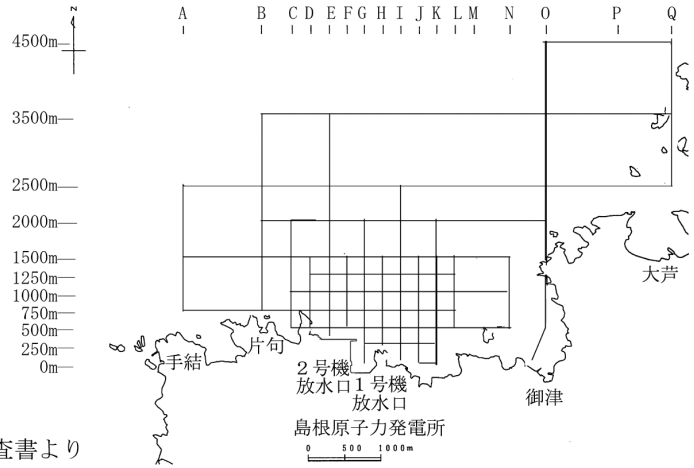 N
A B C D E F G H I J K L M N O P Q
4500m
3500m
2500m
2000m
1500m
1250m
1000m
750m
500m
250m
0m
大芦
手結
片句
2号機
放水口
1号機
放水口
御津
島根原子力発電所
0 500 1000m
査書より